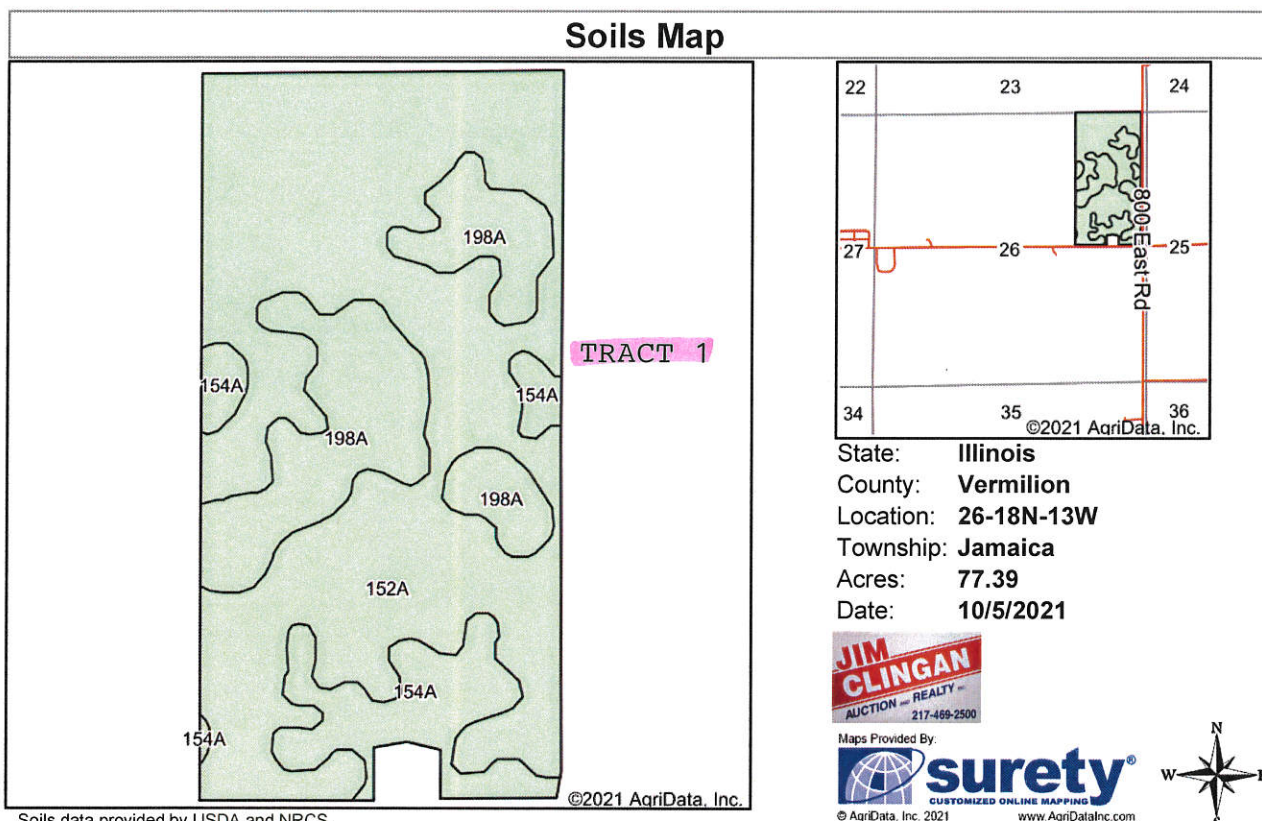 Soils Map
198A
154A
154A
198A
198A
152A
154A
154A
TRACT 1
©2021 AgriData, Inc.
Soils data provided by USDA and NRCS
22 23 24
27 26 25
34 35 36
800 East Rd
©2021 AgriData, Inc.
State: Illinois
County: Vermilion
Location: 26-18N-13W
Township: Jamaica
Acres: 77.39
Date: 10/5/2021
JIM
CLINGAN
AUCTION AND REALTY
217-469-2500
Maps Provided By:
surety®
CUSTOMIZED ONLINE MAPPING
© AgriData, Inc. 2021 www.AgriDataInc.com
N
W E
S